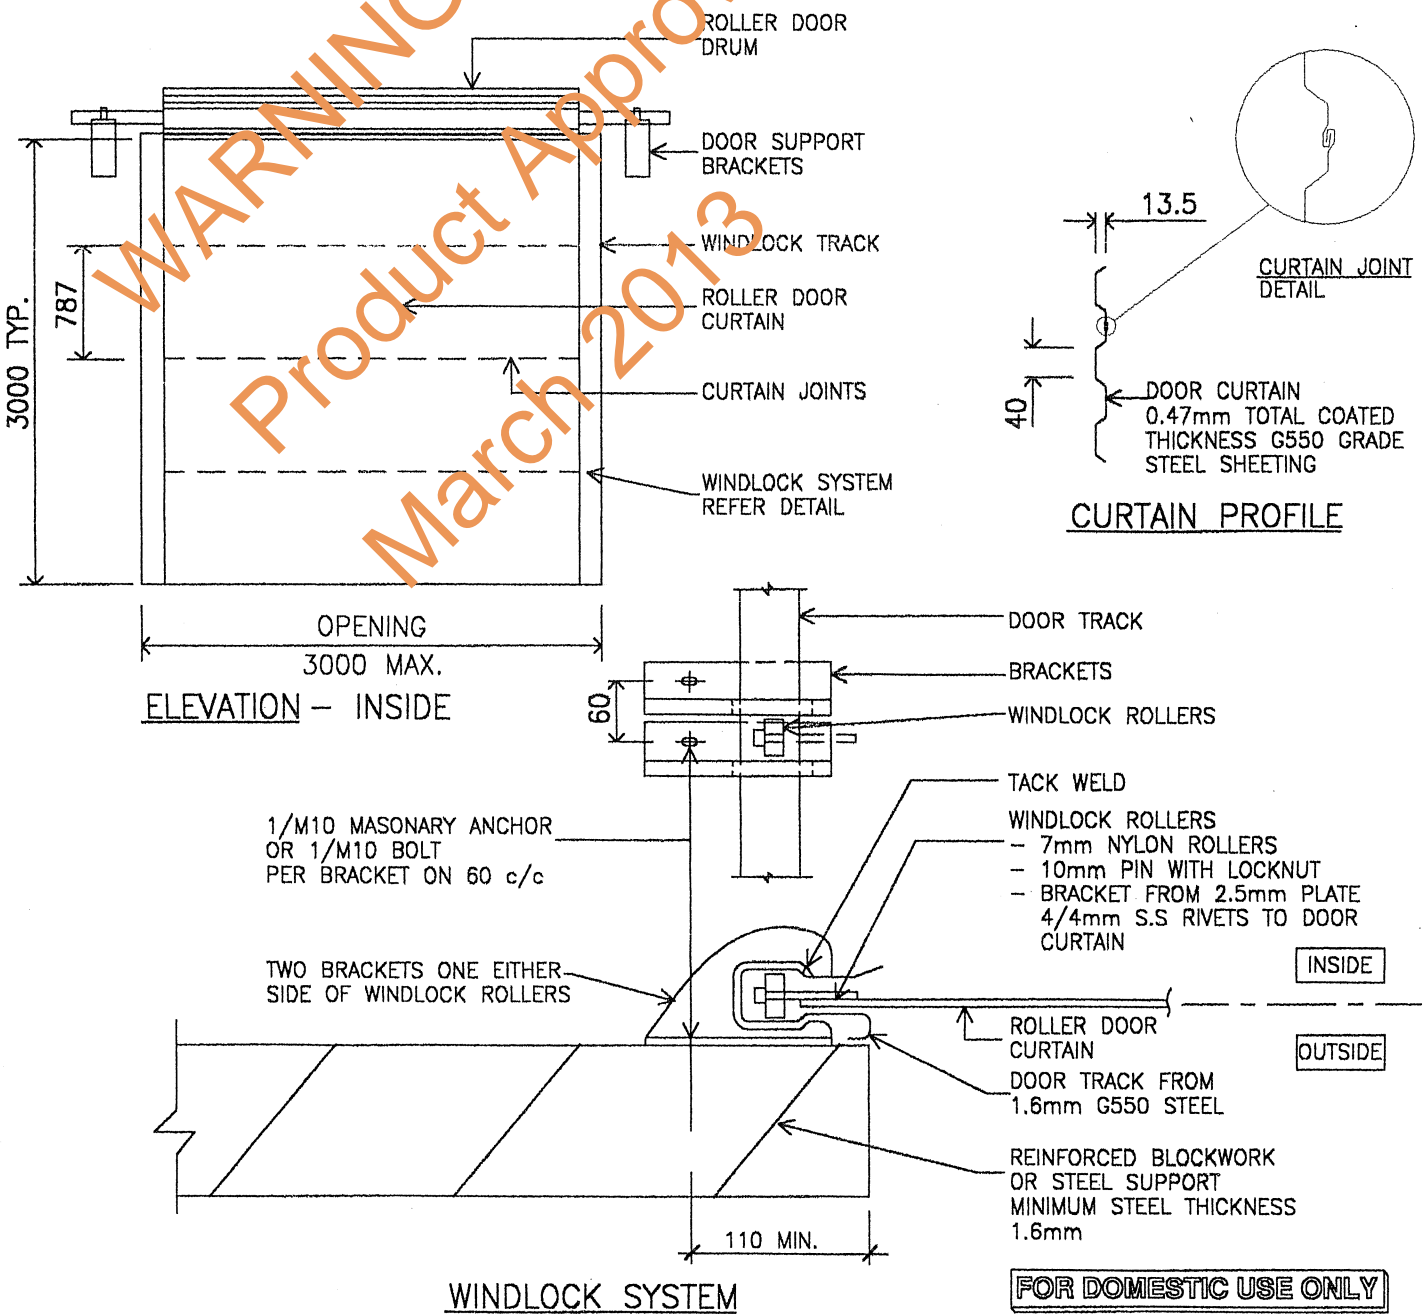 ROLLER DOOR
DRUM
DOOR SUPPORT
BRACKETS
WINDLOCK TRACK
ROLLER DOOR
CURTAIN
CURTAIN JOINTS
WINDLOCK SYSTEM
REFER DETAIL
787
3000 TYP.
OPENING
3000 MAX.
ELEVATION - INSIDE
WARNING
Product
March 2013
13.5
CURTAIN JOINT
DETAIL
40
DOOR CURTAIN
0.47mm TOTAL COATED
THICKNESS G550 GRADE
STEEL SHEETING
CURTAIN PROFILE
DOOR TRACK
BRACKETS
WINDLOCK ROLLERS
60
TACK WELD
WINDLOCK ROLLERS
- 7mm NYLON ROLLERS
- 10mm PIN WITH LOCKNUT
- BRACKET FROM 2.5mm PLATE
4/4mm S.S RIVETS TO DOOR
CURTAIN
1/M10 MASONARY ANCHOR
OR 1/M10 BOLT
PER BRACKET ON 60 c/c
TWO BRACKETS ONE EITHER
SIDE OF WINDLOCK ROLLERS
INSIDE
OUTSIDE
ROLLER DOOR
CURTAIN
DOOR TRACK FROM
1.6mm G550 STEEL
REINFORCED BLOCKWORK
OR STEEL SUPPORT
MINIMUM STEEL THICKNESS
1.6mm
110 MIN.
WINDLOCK SYSTEM
FOR DOMESTIC USE ONLY